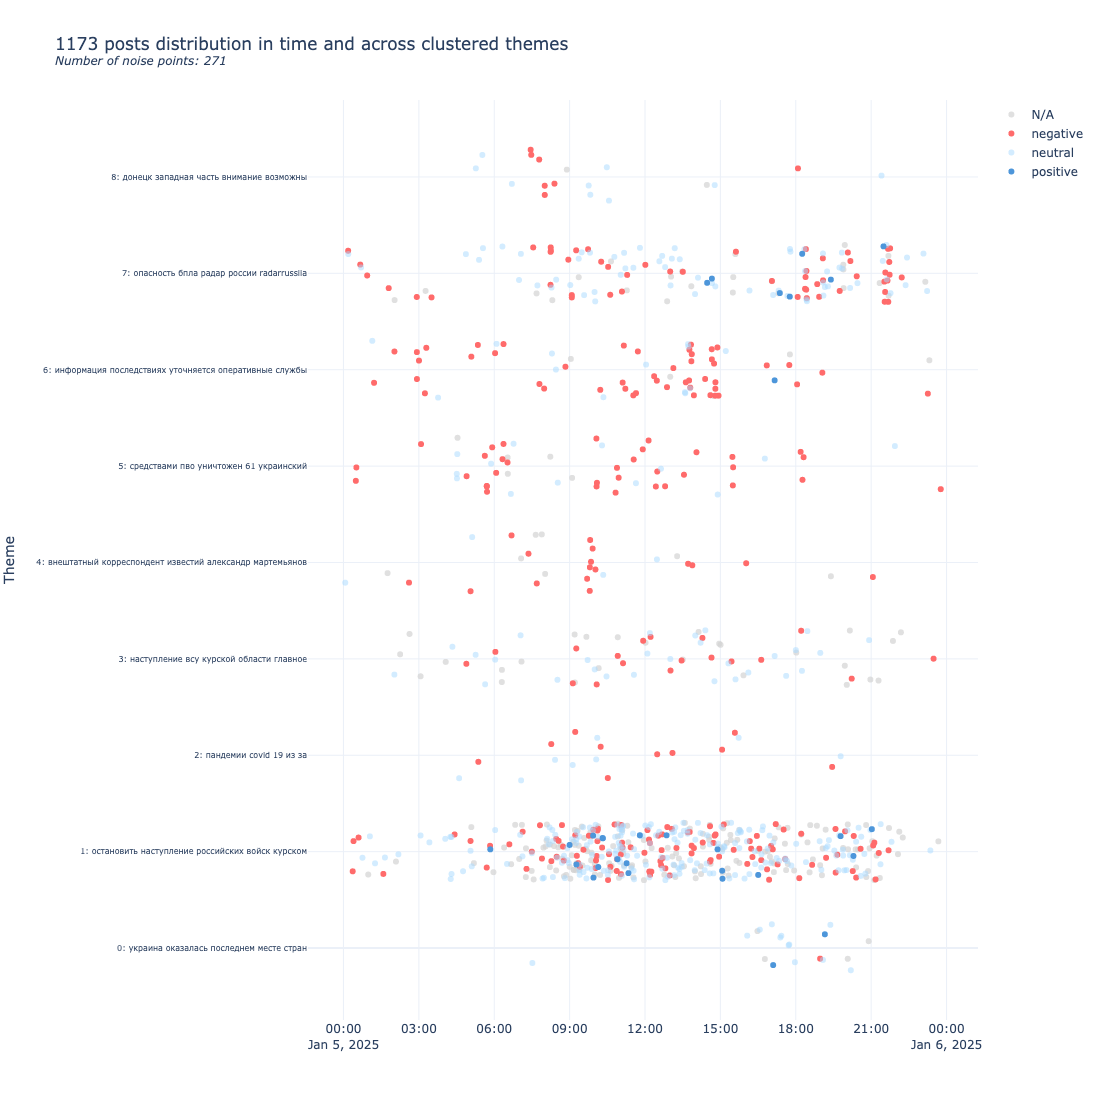 1173 posts distribution in time and across clustered themes
Number of noise points: 271
N/A
negative
neutral
positive
8: донецк западная часть внимание возможны
7: опасность бпла радар россии radarrussiia
6: информация последствиях уточняется оперативные службы
5: средствами пво уничтожен 61 украинский
4: внештатный корреспондент известий александр мартемьянов
3: наступление всу курской области главное
2: пандемии covid 19 из за
1: остановить наступление российских войск курском
0: украина оказалась последнем месте стран
Theme
00:00 03:00 06:00 09:00 12:00 15:00 18:00 21:00 00:00
Jan 5, 2025 Jan 6, 2025